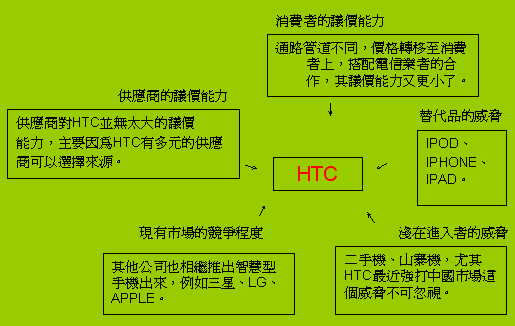 消費者的議價能力
通路管道不同，價格轉移至消費
者上，搭配電信業者的合
作，其議價能力又更小了。
供應商的議價能力
供應商對HTC並無太大的議價
能力，主要因為HTC有多元的供應
商可以選擇來源。
替代品的威脅
IPOD、
IPHONE、
IPAD。
HTC
現有市場的競爭程度
其他公司也相繼推出智慧型
手機出來，例如三星、LG、
APPLE。
淺在進入者的威脅
二手機、山寨機，尤其
HTC最近強打中國市場這
個威脅不可忽視。